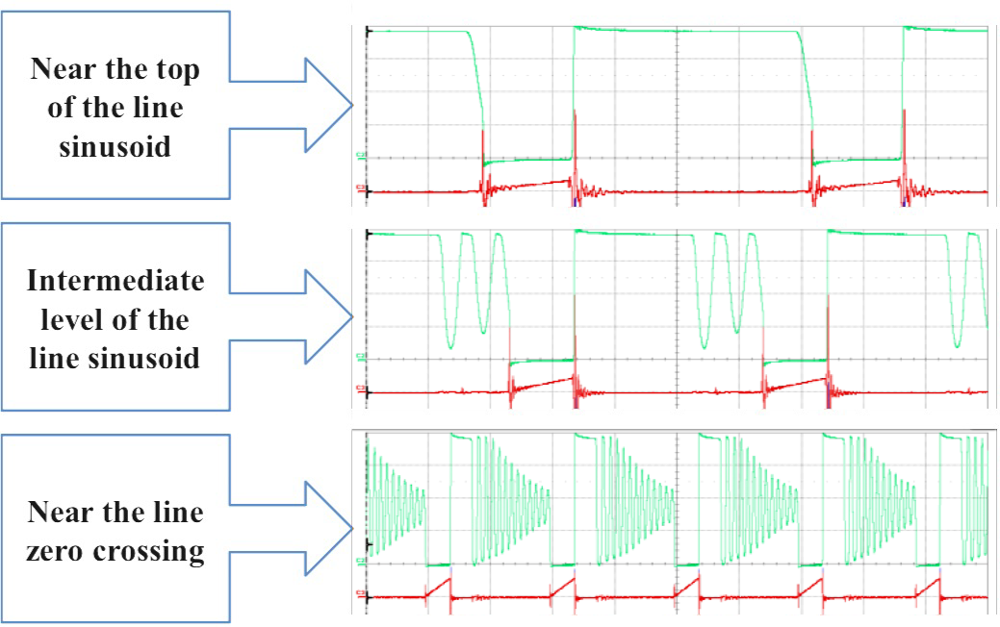 Near the top
of the line
sinusoid
Intermediate
level of the
line sinusoid
Near the line
zero crossing